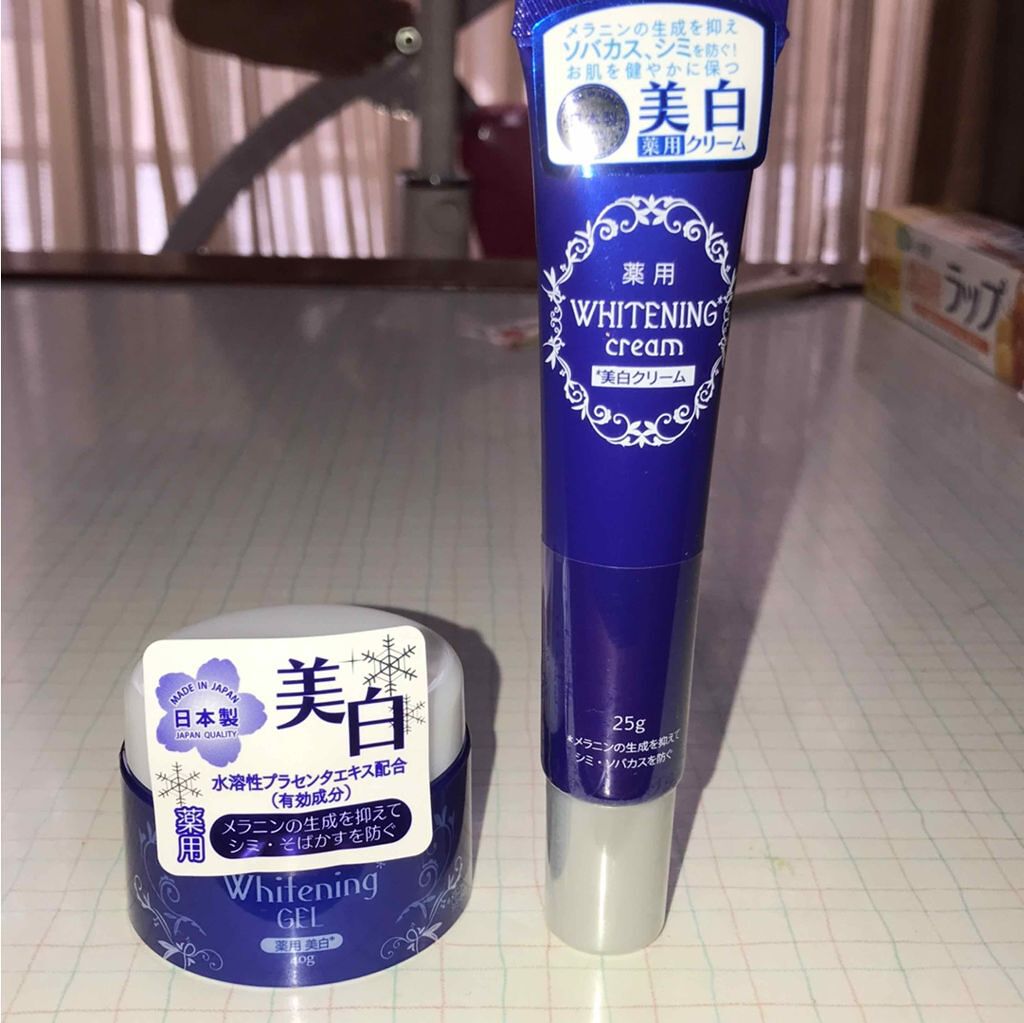 メラニンの生成を抑え
ソバカス、シミを防ぐ!
お肌を健やかに保つ
美白
薬用クリーム
薬用
WHITENING*
cream
*美白クリーム
25g
*メラニンの生成を抑えて
シミ・ソバカスを防ぐ
ラップ
MADE IN JAPAN
日本製
JAPAN QUALITY
美白
水溶性プラセンタエキス配合
(有効成分)
薬用
メラニンの生成を抑えて
シミ・そばかすを防ぐ
Whitening*
GEL
薬用 美白*
40g